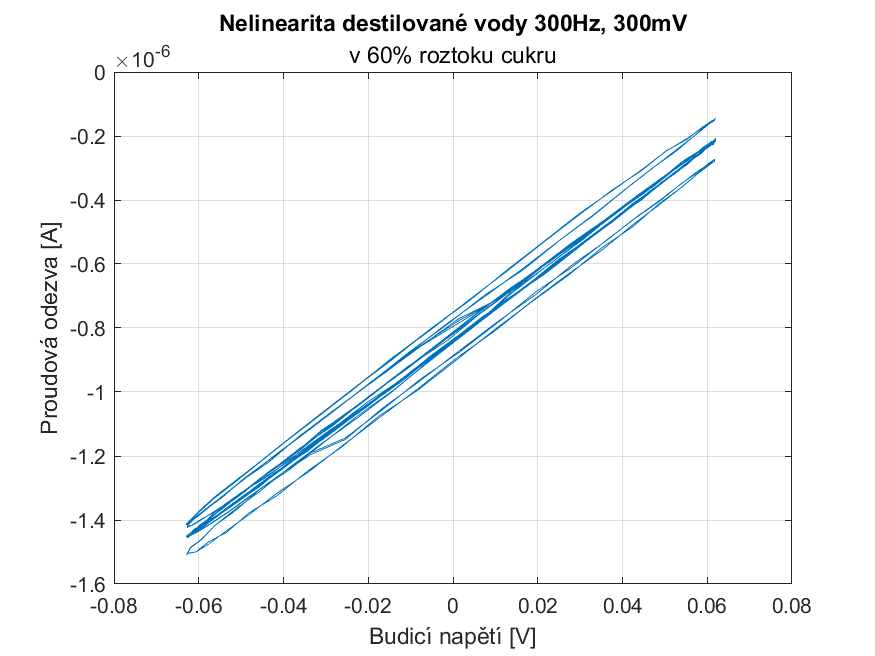 Nelinearita destilované vody 300Hz, 300mV
v 60% roztoku cukru
×10-6
0
-0.2
-0.4
-0.6
-0.8
-1
-1.2
-1.4
-1.6
Proudová odezva [A]
-0.08 -0.06 -0.04 -0.02 0 0.02 0.04 0.06 0.08
Budicí napětí [V]